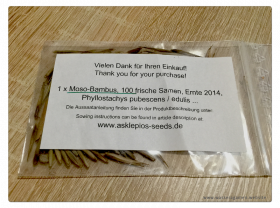 Vielen Dank für Ihren Einkauf!
Thank you for your purchase!
1 x Moso-Bambus, 100 frische Samen, Ernte 2014,
Phyllostachys pubescens / edulis ...
Die Aussaatanleitung finden Sie in der Produktbeschreibung unter:
Sowing instructions can be found in article description at:
www.asklepios-seeds.de